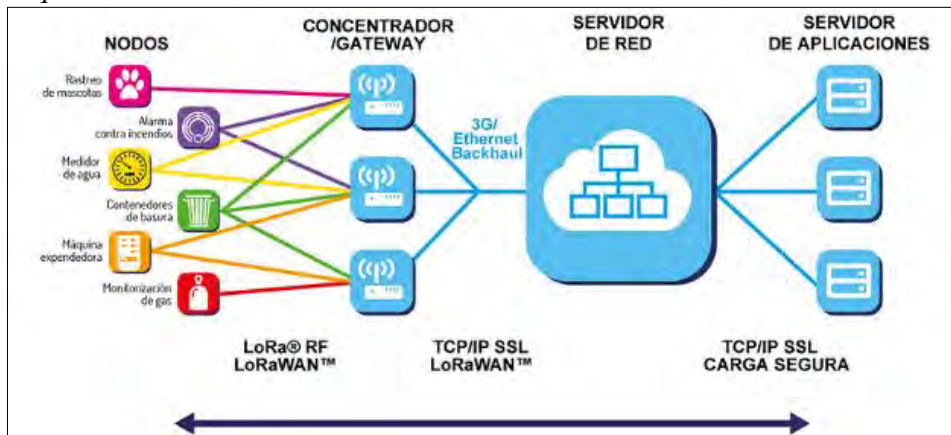 NODOS
CONCENTRADOR
/GATEWAY
SERVIDOR
DE RED
SERVIDOR
DE APLICACIONES
Rastreo
de mascotas
Alarma
contra incendios
Medidor
de agua
Contenedores
de basura
Máquina
expendedora
Monitorización
de gas
3G/
Ethernet
Backhaul
LoRa® RF
LoRaWAN™
TCP/IP SSL
LoRaWAN™
TCP/IP SSL
CARGA SEGURA